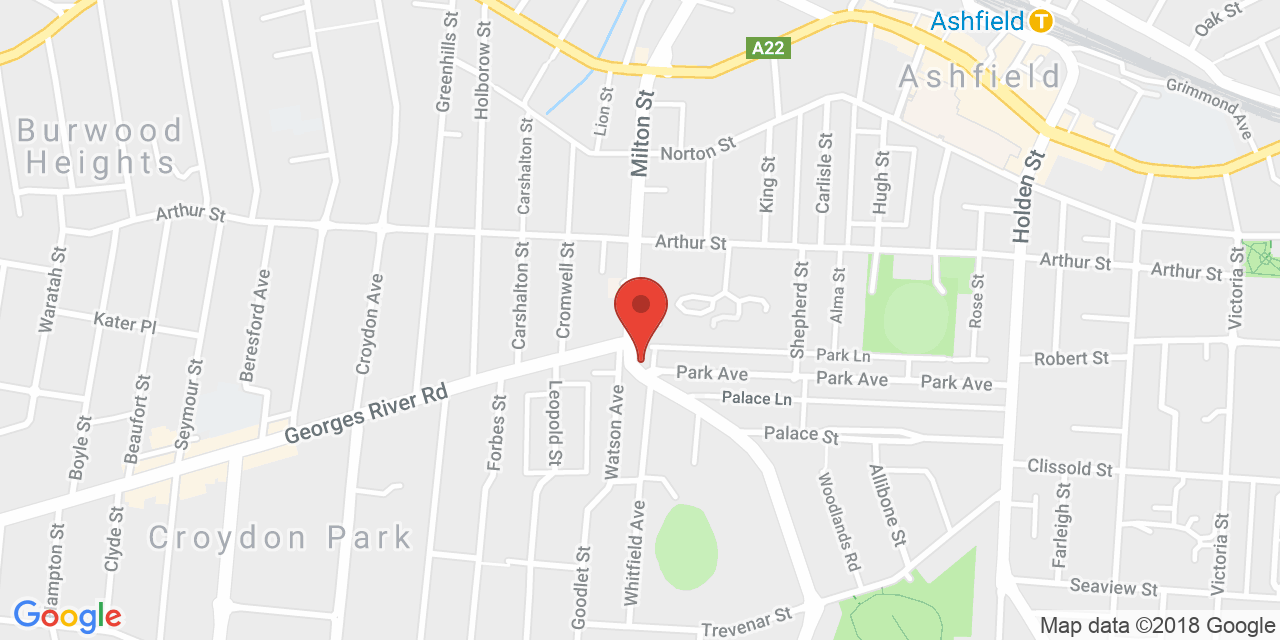 Ashfield T
A22
Ashfield
Oak St
Grimmond Ave
Greenhills St
Holborow St
Lion St
Milton St
Norton St
Burwood
Heights
Carshalton St
King St
Carlisle St
Hugh St
Holden St
Arthur St
Arthur St
Arthur St
Arthur St
Waratah St
Kater Pl
Beresford Ave
Croydon Ave
Carshalton St
Cromwell St
Shepherd St
Alma St
Rose St
Victoria St
Park Ln
Robert St
Park Ave
Park Ave
Park Ave
Palace Ln
Palace St
Georges River Rd
Boyle St
Beaufort St
Seymour St
Forbes St
Leopold St
Watson Ave
Clissold St
Woodlands Rd
Allibone St
Farleigh St
Victoria St
Croydon Park
Hampton St
Clyde St
Goodlet St
Whitfield Ave
Trevenar St
Seaview St
Google
Map data ©2018 Google